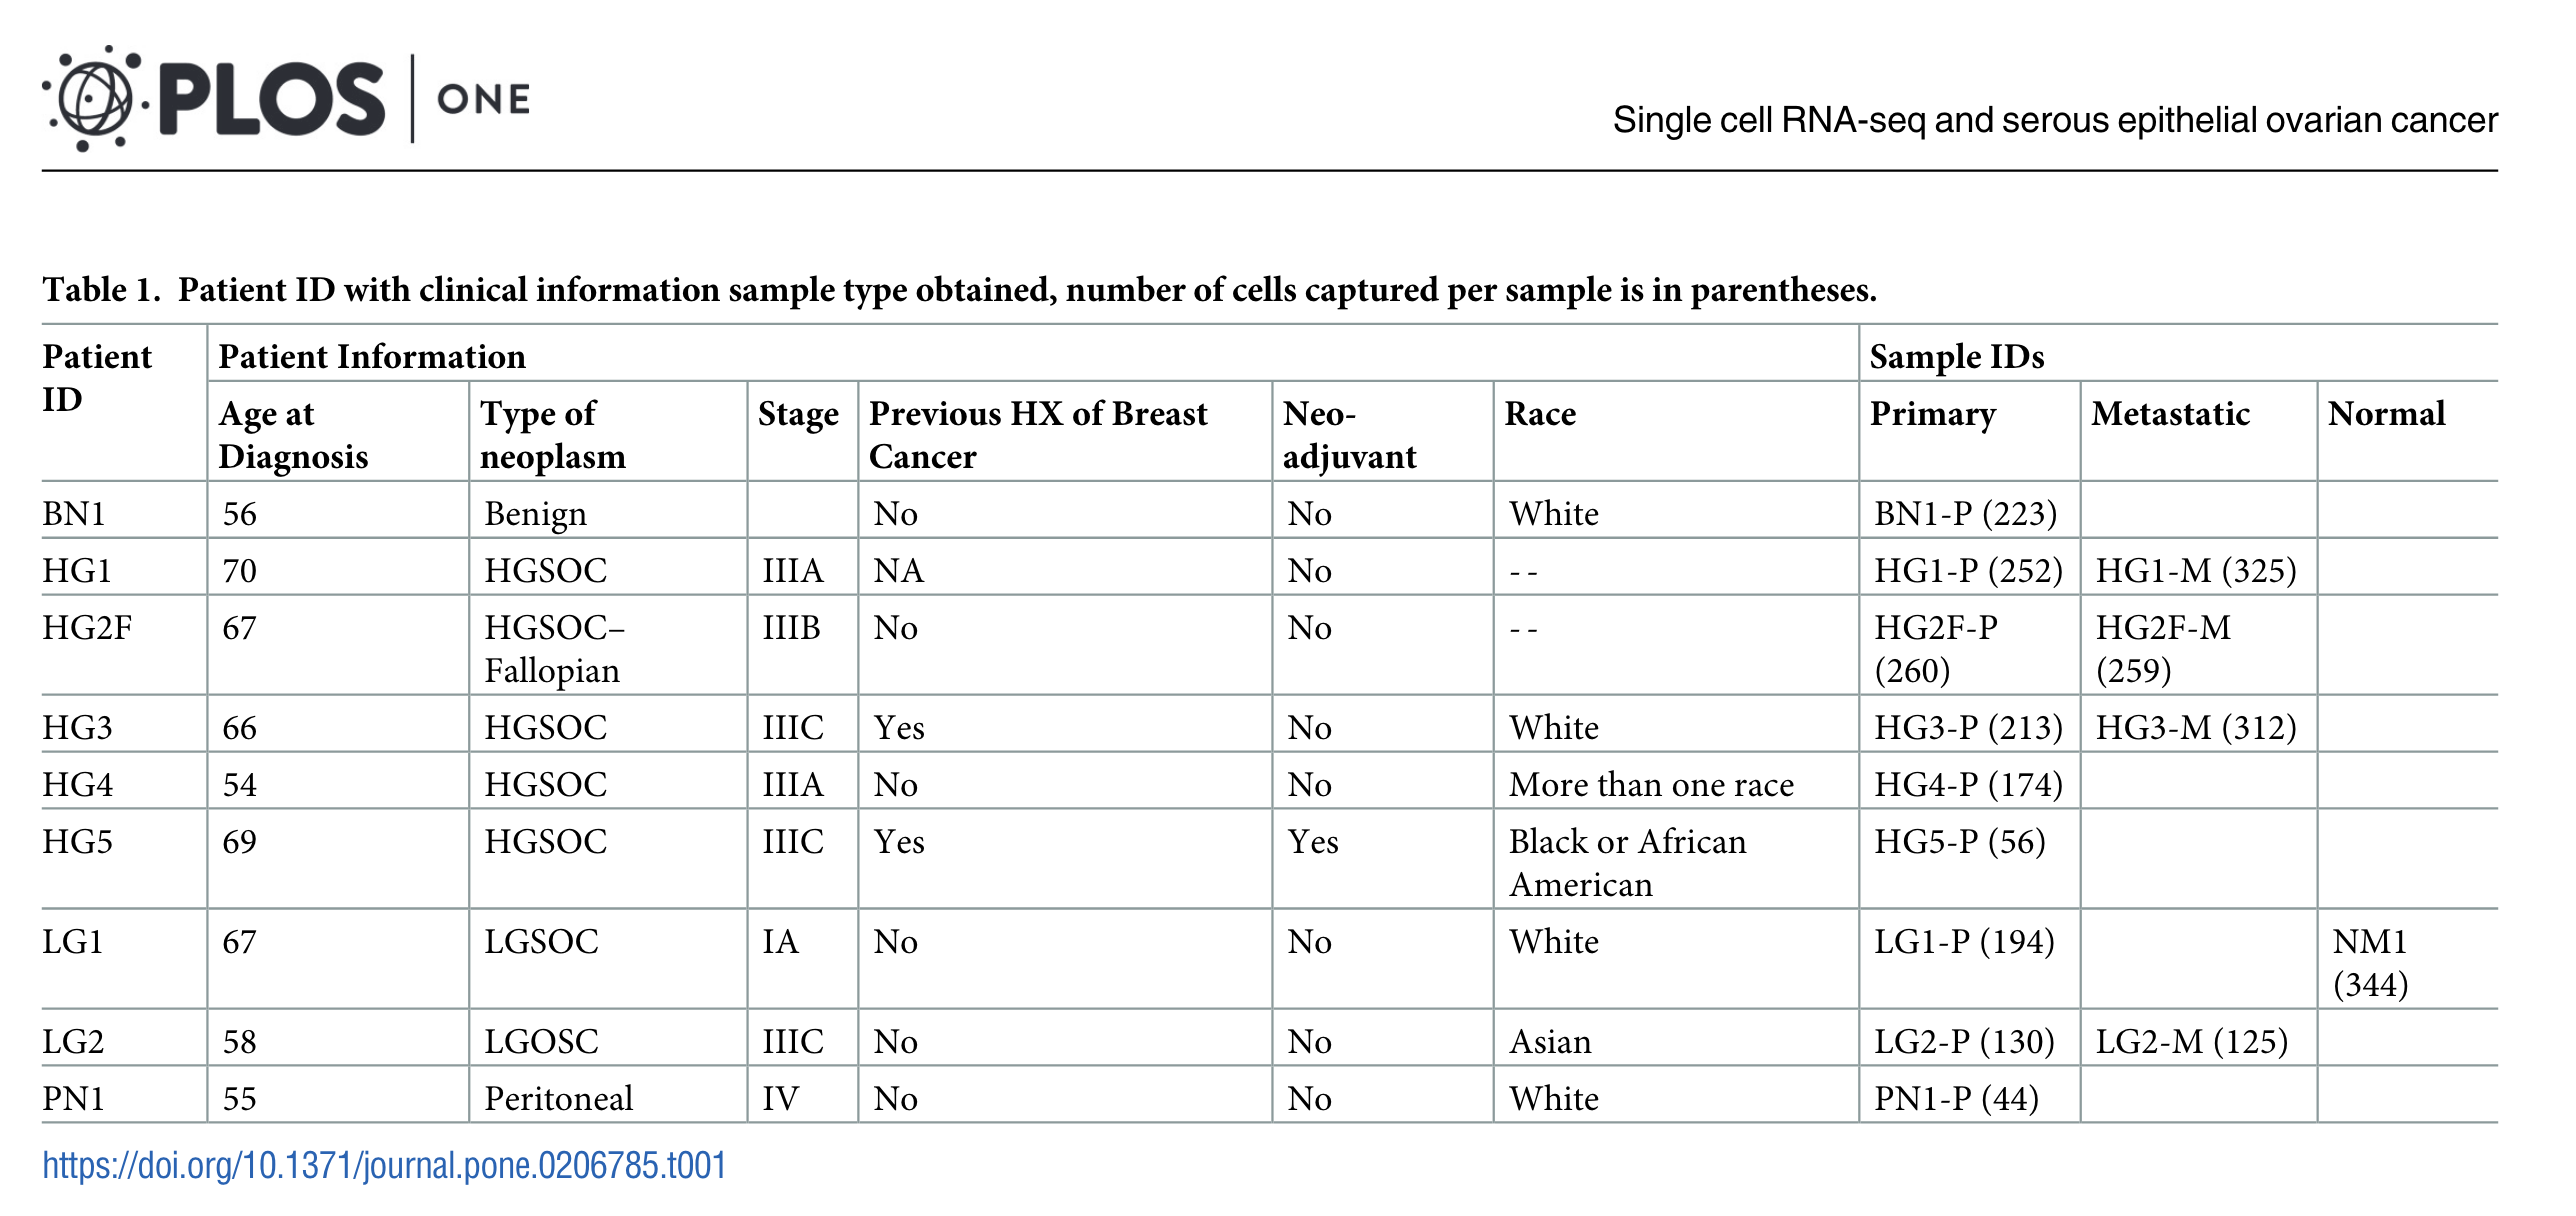 PLOS | ONE
Single cell RNA-seq and serous epithelial ovarian cancer
Table 1. Patient ID with clinical information sample type obtained, number of cells captured per sample is in parentheses.
Patient ID Patient Information Sample IDs
Age at Diagnosis Type of neoplasm Stage Previous HX of Breast Cancer Neo-adjuvant Race Primary Metastatic Normal
BN1 56 Benign No No White BN1-P (223)
HG1 70 HGSOC IIIA NA No - - HG1-P (252) HG1-M (325)
HG2F 67 HGSOC–Fallopian IIIB No No - - HG2F-P (260) HG2F-M (259)
HG3 66 HGSOC IIIC Yes No White HG3-P (213) HG3-M (312)
HG4 54 HGSOC IIIA No No More than one race HG4-P (174)
HG5 69 HGSOC IIIC Yes Yes Black or African American HG5-P (56)
LG1 67 LGSOC IA No No White LG1-P (194) NM1 (344)
LG2 58 LGOSC IIIC No No Asian LG2-P (130) LG2-M (125)
PN1 55 Peritoneal IV No No White PN1-P (44)
https://doi.org/10.1371/journal.pone.0206785.t001